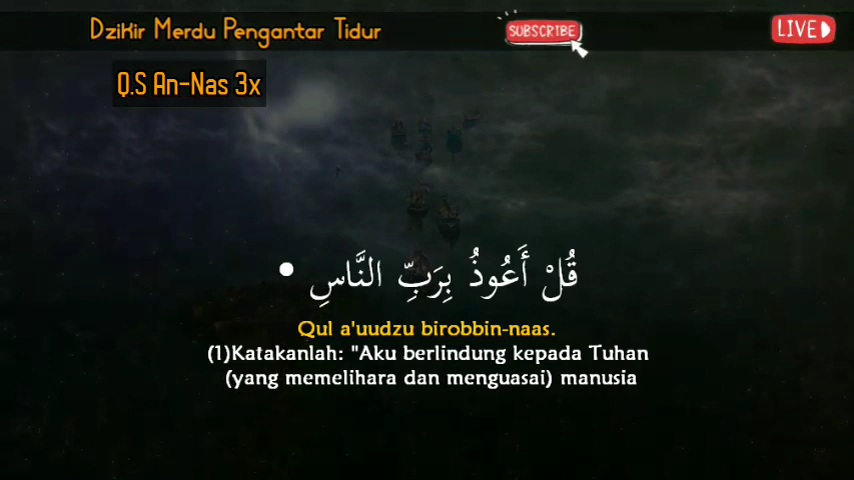 Dzikir Merdu Pengantar Tidur
SUBSCRIBE
LIVE
Q.S An-Nas 3x
قُلْ أَعُوذُ بِرَبِّ النَّاسِ •
Qul a'uudzu birobbin-naas.
(1)Katakanlah: "Aku berlindung kepada Tuhan
(yang memelihara dan menguasai) manusia